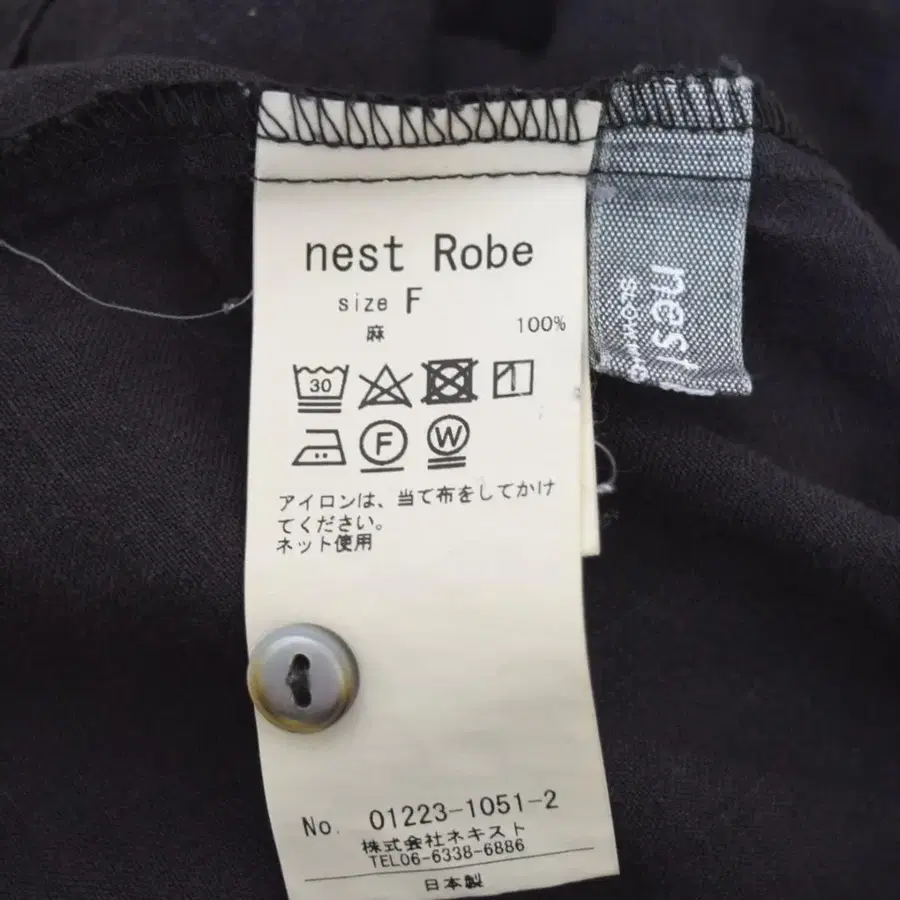 nest Robe
size F
麻 100%
30
F W
アイロンは、当て布をしてかけ
てください。
ネット使用
No. 01223-1051-2
株式会社ネキスト
TEL06-6338-6886
日本製
nest